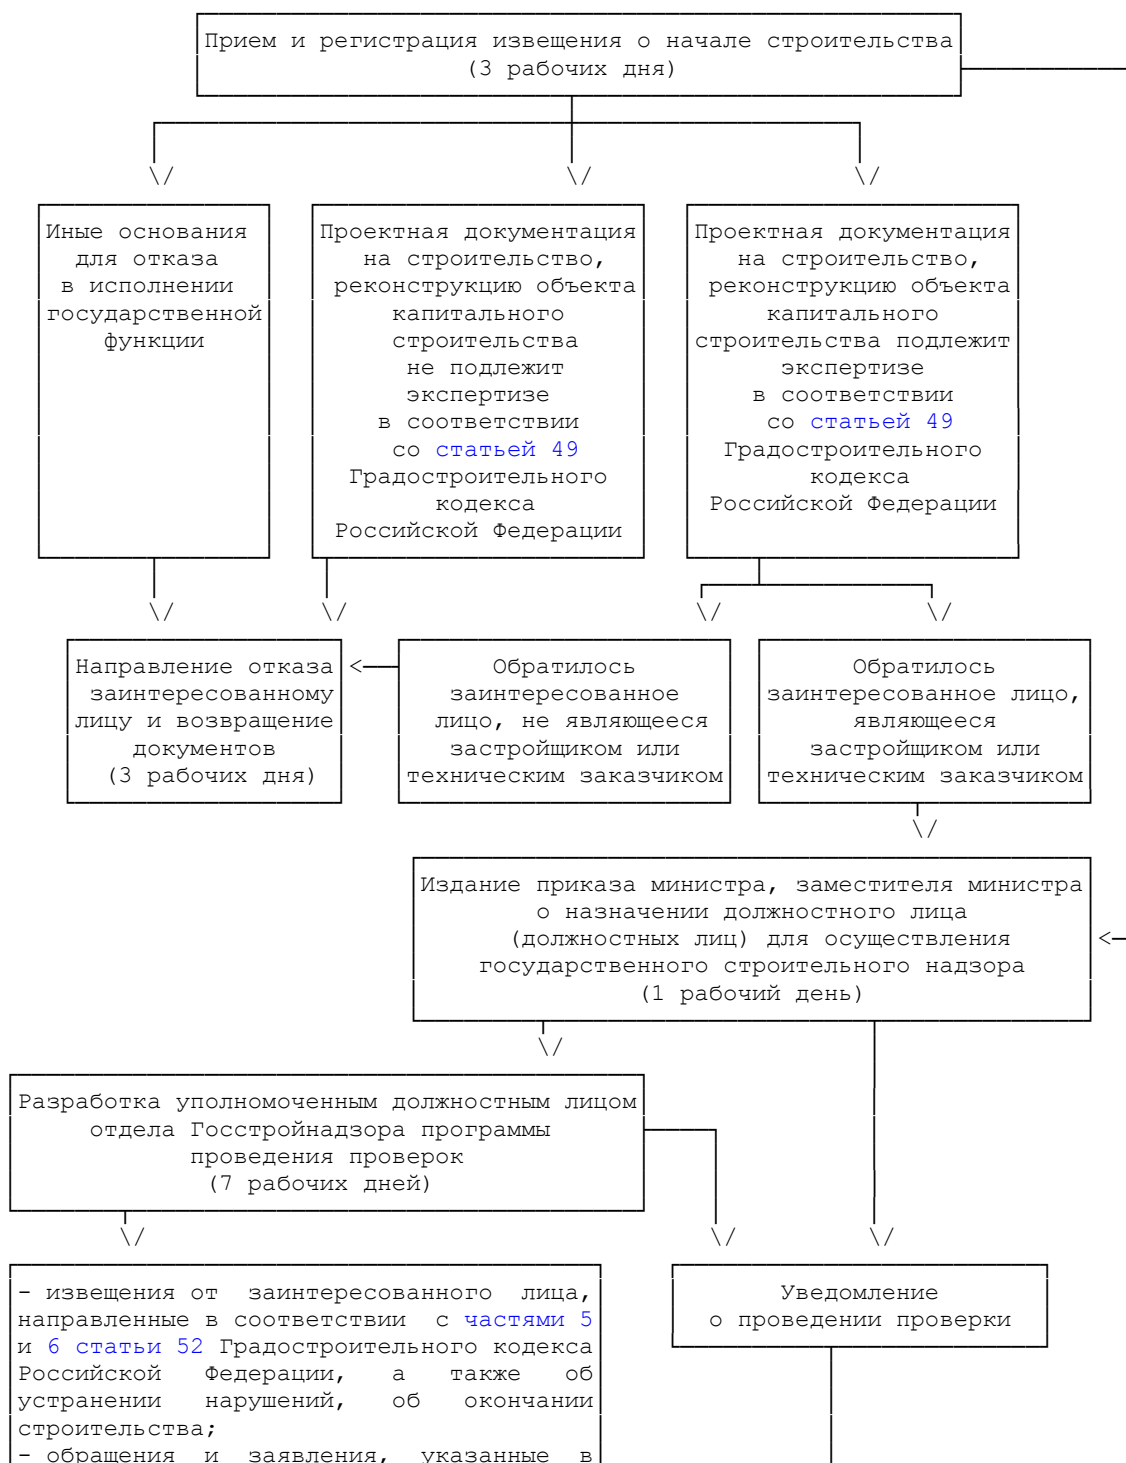 Прием и регистрация извещения о начале строительства
(3 рабочих дня)
\/
\/
\/
Иные основания
для отказа
в исполнении
государственной
функции
Проектная документация
на строительство,
реконструкцию объекта
капитального
строительства
не подлежит
экспертизе
в соответствии
со статьей 49
Градостроительного
кодекса
Российской Федерации
Проектная документация
на строительство,
реконструкцию объекта
капитального
строительства подлежит
экспертизе
в соответствии
со статьей 49
Градостроительного
кодекса
Российской Федерации
\/
\/
\/
\/
Направление отказа
заинтересованному
лицу и возвращение
документов
(3 рабочих дня)
<
Обратилось
заинтересованное
лицо, не являющееся
застройщиком или
техническим заказчиком
Обратилось
заинтересованное лицо,
являющееся
застройщиком или
техническим заказчиком
\/
Издание приказа министра, заместителя министра
о назначении должностного лица
(должностных лиц) для осуществления
государственного строительного надзора
(1 рабочий день)
<
\/
Разработка уполномоченным должностным лицом
отдела Госстройнадзора программы
проведения проверок
(7 рабочих дней)
\/
\/
\/
- извещения от заинтересованного лица,
направленные в соответствии с частями 5
и 6 статьи 52 Градостроительного кодекса
Российской Федерации, а также об
устранении нарушений, об окончании
строительства;
- обращения и заявления, указанные в
Уведомление
о проведении проверки